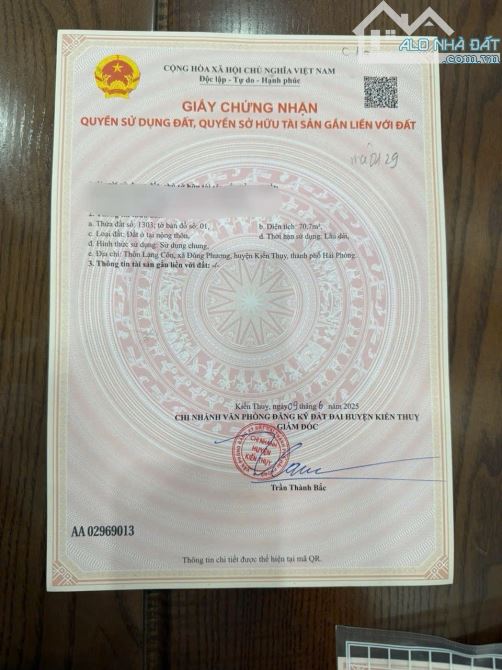 ALO NHÀ ĐẤT
.com.vn
CỘNG HÒA XÃ HỘI CHỦ NGHĨA VIỆT NAM
Độc lập - Tự do - Hạnh phúc
GIẤY CHỨNG NHẬN
QUYỀN SỬ DỤNG ĐẤT, QUYỀN SỞ HỮU TÀI SẢN GẮN LIỀN VỚI ĐẤT
a. Thửa đất số: 1303; tờ bản đồ số: 01,
b. Diện tích: 70,7m².
c. Loại đất: Đất ở tại nông thôn,
d. Thời hạn sử dụng: Lâu dài,
đ. Hình thức sử dụng: Sử dụng chung,
e. Địa chỉ: Thôn Lạng Côn, xã Đông Phương, huyện Kiến Thụy, thành phố Hải Phòng.
3. Thông tin tài sản gắn liền với đất: -/-
Kiến Thụy, ngày 09 tháng 6 năm 2025
CHI NHÁNH VĂN PHÒNG ĐĂNG KÝ ĐẤT ĐAI HUYỆN KIẾN THỤY
GIÁM ĐỐC
CHI NHÁNH
HUYỆN
KIẾN THỤY
Trần Thành Bắc
AA 02969013
Thông tin chi tiết được thể hiện tại mã QR.